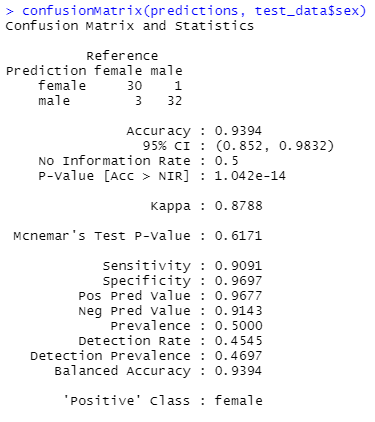 > confusionMatrix(predictions, test_data$sex)
Confusion Matrix and Statistics
Reference
Prediction female male
female 30 1
male 3 32
Accuracy : 0.9394
95% CI : (0.852, 0.9832)
No Information Rate : 0.5
P-Value [Acc > NIR] : 1.042e-14
Kappa : 0.8788
Mcnemar's Test P-Value : 0.6171
Sensitivity : 0.9091
Specificity : 0.9697
Pos Pred Value : 0.9677
Neg Pred Value : 0.9143
Prevalence : 0.5000
Detection Rate : 0.4545
Detection Prevalence : 0.4697
Balanced Accuracy : 0.9394
'Positive' Class : female